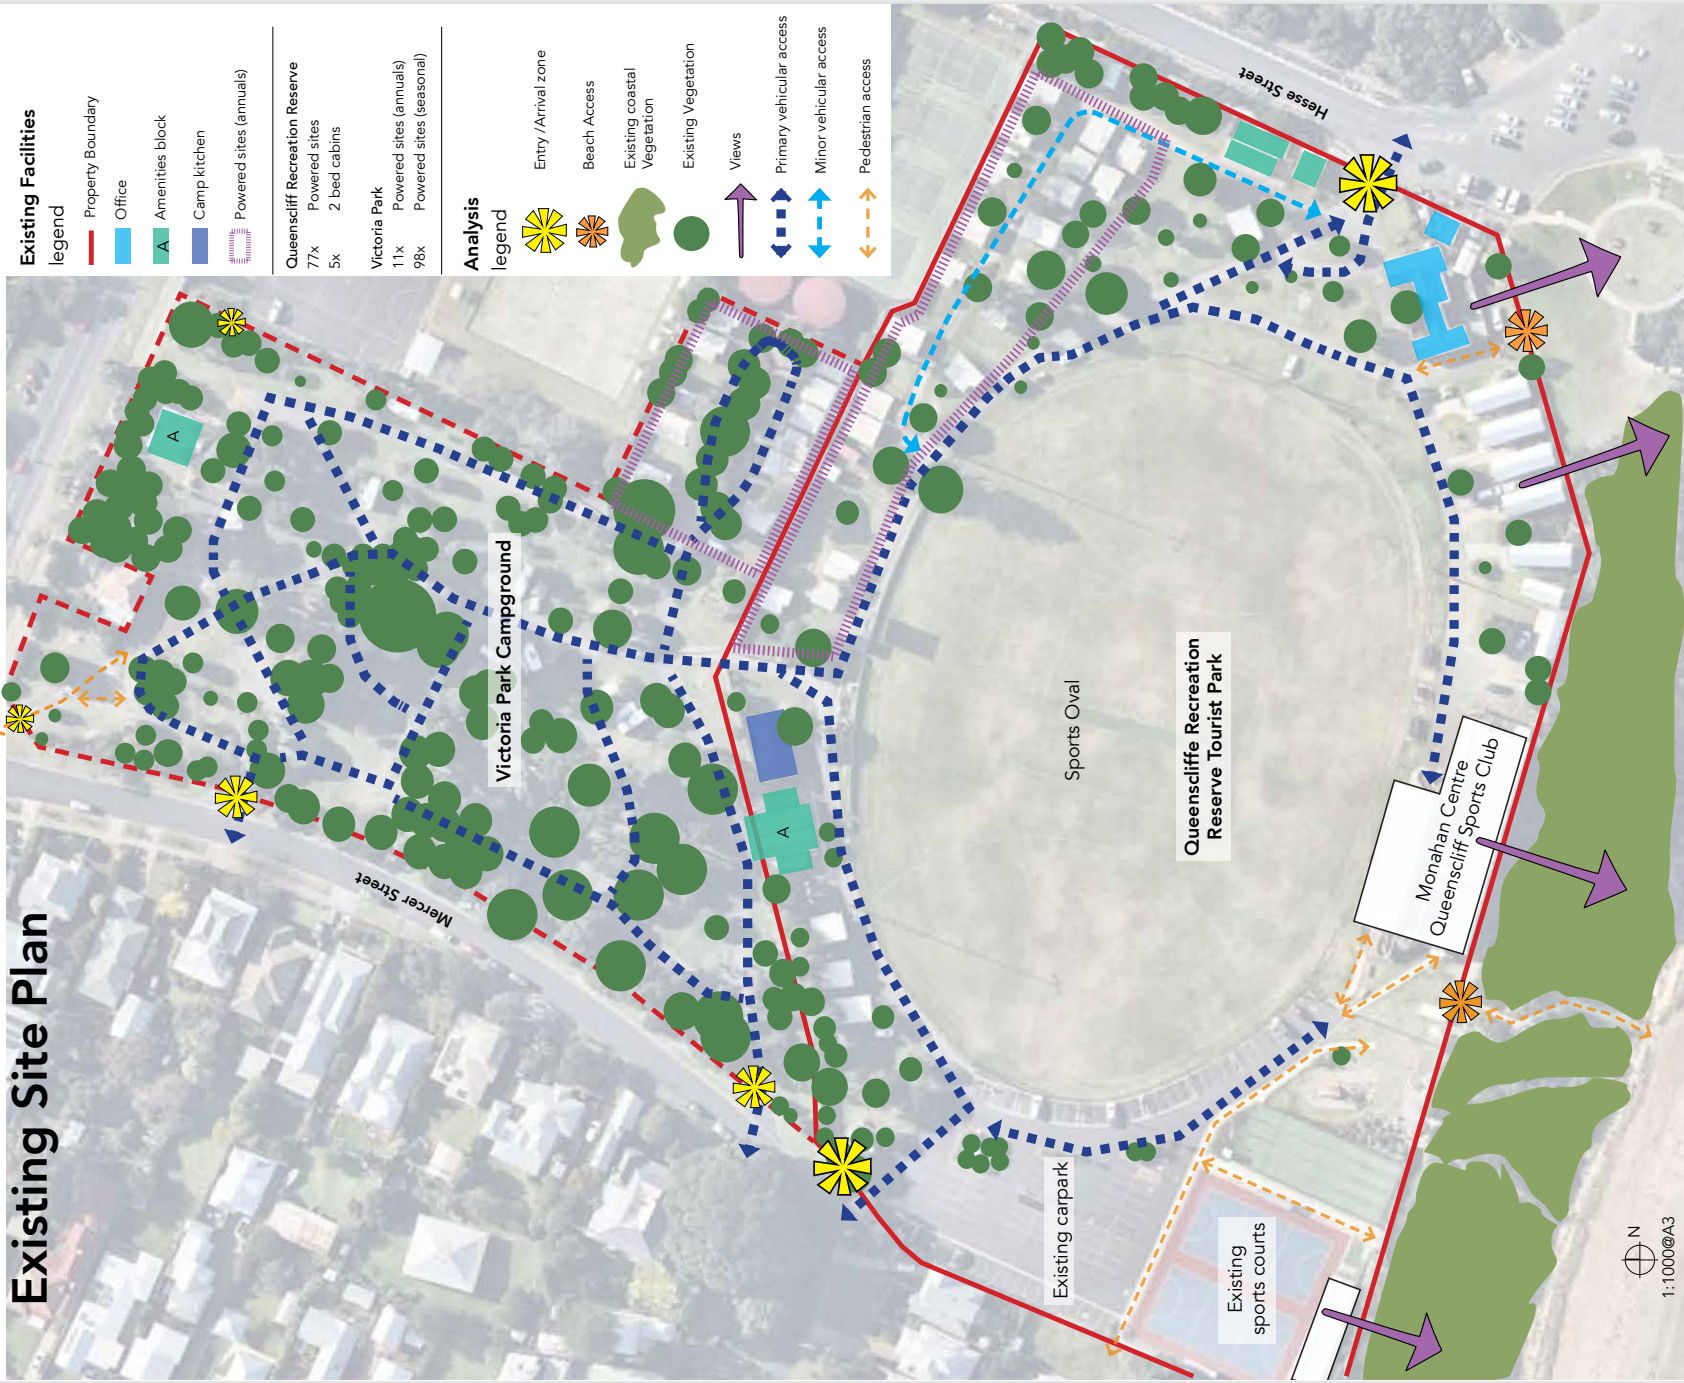 Existing Site Plan
Existing Facilities
legend
Property Boundary
Office
A Amenities block
Camp kitchen
Powered sites (annuals)
Queenscliff Recreation Reserve
77x Powered sites
5x 2 bed cabins
Victoria Park
11x Powered sites (annuals)
98x Powered sites (seasonal)
Analysis
legend
Entry /Arrival zone
Beach Access
Existing coastal
Vegetation
Existing Vegetation
Views
Primary vehicular access
Minor vehicular access
Pedestrian access
A
Victoria Park Campground
Mercer Street
Hesse Street
A
Sports Oval
Queenscliffe Recreation
Reserve Tourist Park
Monahan Centre
Queenscliff Sports Club
Existing carpark
Existing
sports courts
N
1:1000@A3